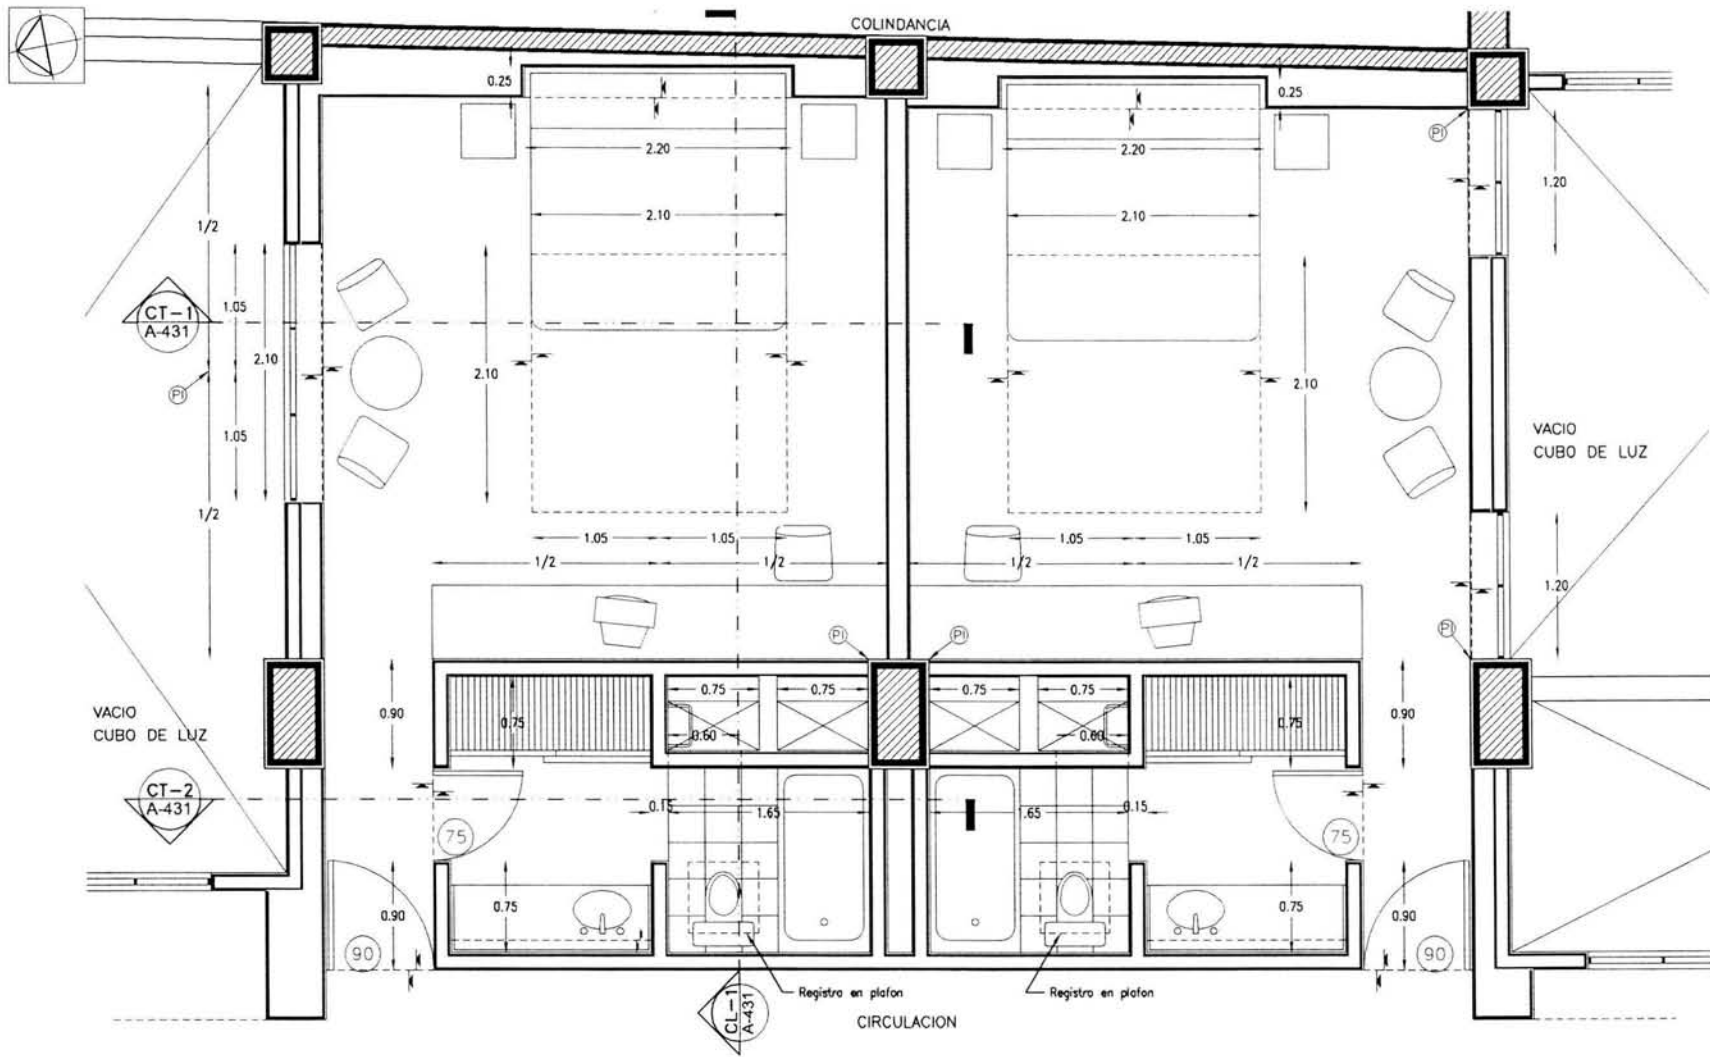 COLINDANCIA
0.25
0.25
PI
2.20
2.20
1.20
2.10
2.10
1/2
CT-1
A-431
1.05
2.10
PI
2.10
2.10
1.05
VACIO
CUBO DE LUZ
1/2
1.05
1.05
1.05
1.05
1/2
1/2
1/2
1/2
1.20
PI
PI
PI
0.75
0.75
0.75
0.75
VACIO
CUBO DE LUZ
0.90
0.75
0.60
0.60
0.75
0.90
CT-2
A-431
0.15
1.65
1.65
0.15
75
75
0.90
0.75
0.75
0.90
90
90
Registro en plafon
Registro en plafon
CL-1
A-431
CIRCULACION